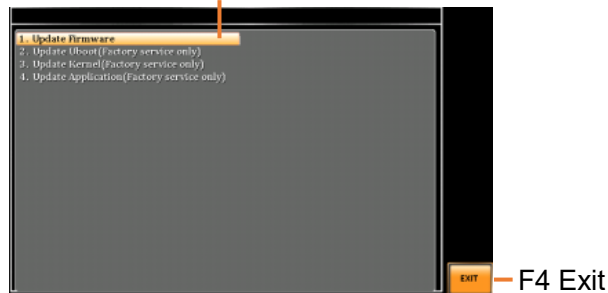 1. Update Firmware
2. Update Uboot(Factory service only)
3. Update Kernel(Factory service only)
4. Update Application(Factory service only)
EXIT
F4 Exit